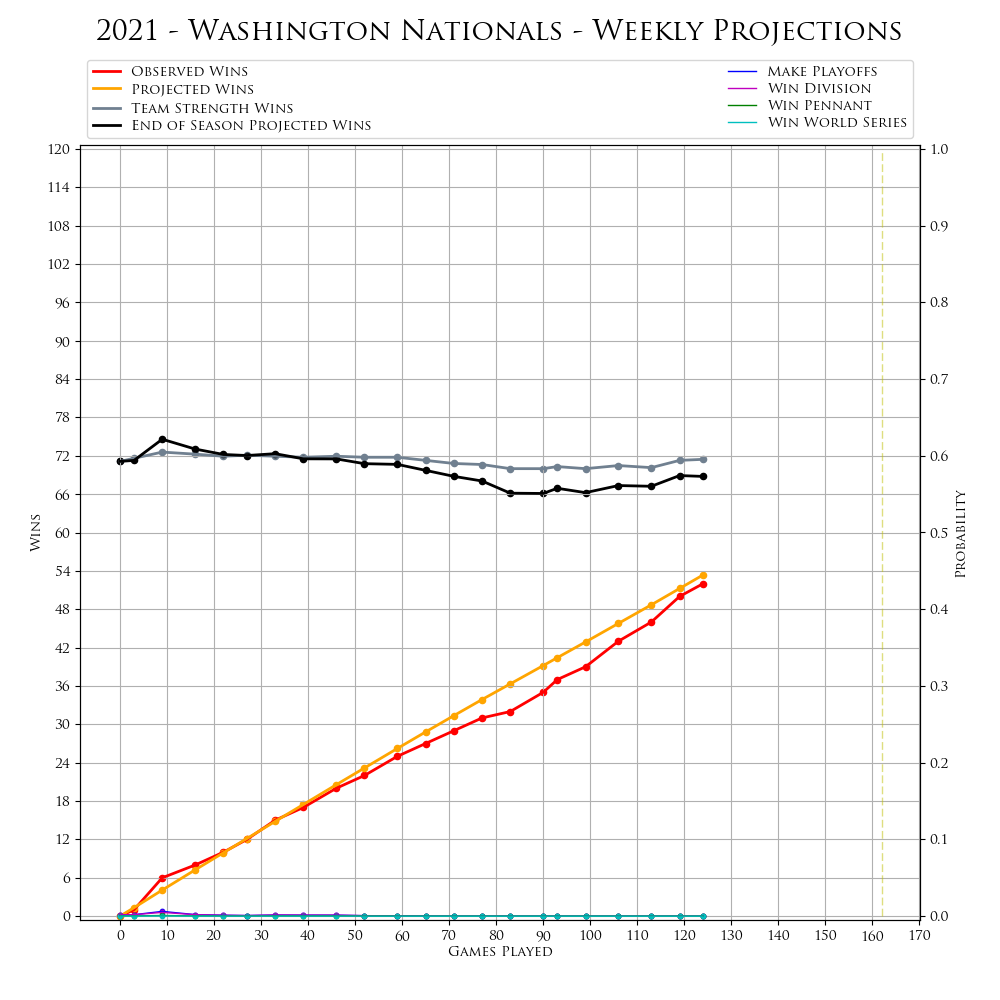 2021 - Washington Nationals - Weekly Projections
Observed Wins
Projected Wins
Team Strength Wins
End of Season Projected Wins
Make Playoffs
Win Division
Win Pennant
Win World Series
120
114
108
102
96
90
84
78
72
66
60
54
48
42
36
30
24
18
12
6
0
Wins
1.0
0.9
0.8
0.7
0.6
0.5
0.4
0.3
0.2
0.1
0.0
Probability
0 10 20 30 40 50 60 70 80 90 100 110 120 130 140 150 160 170
Games Played